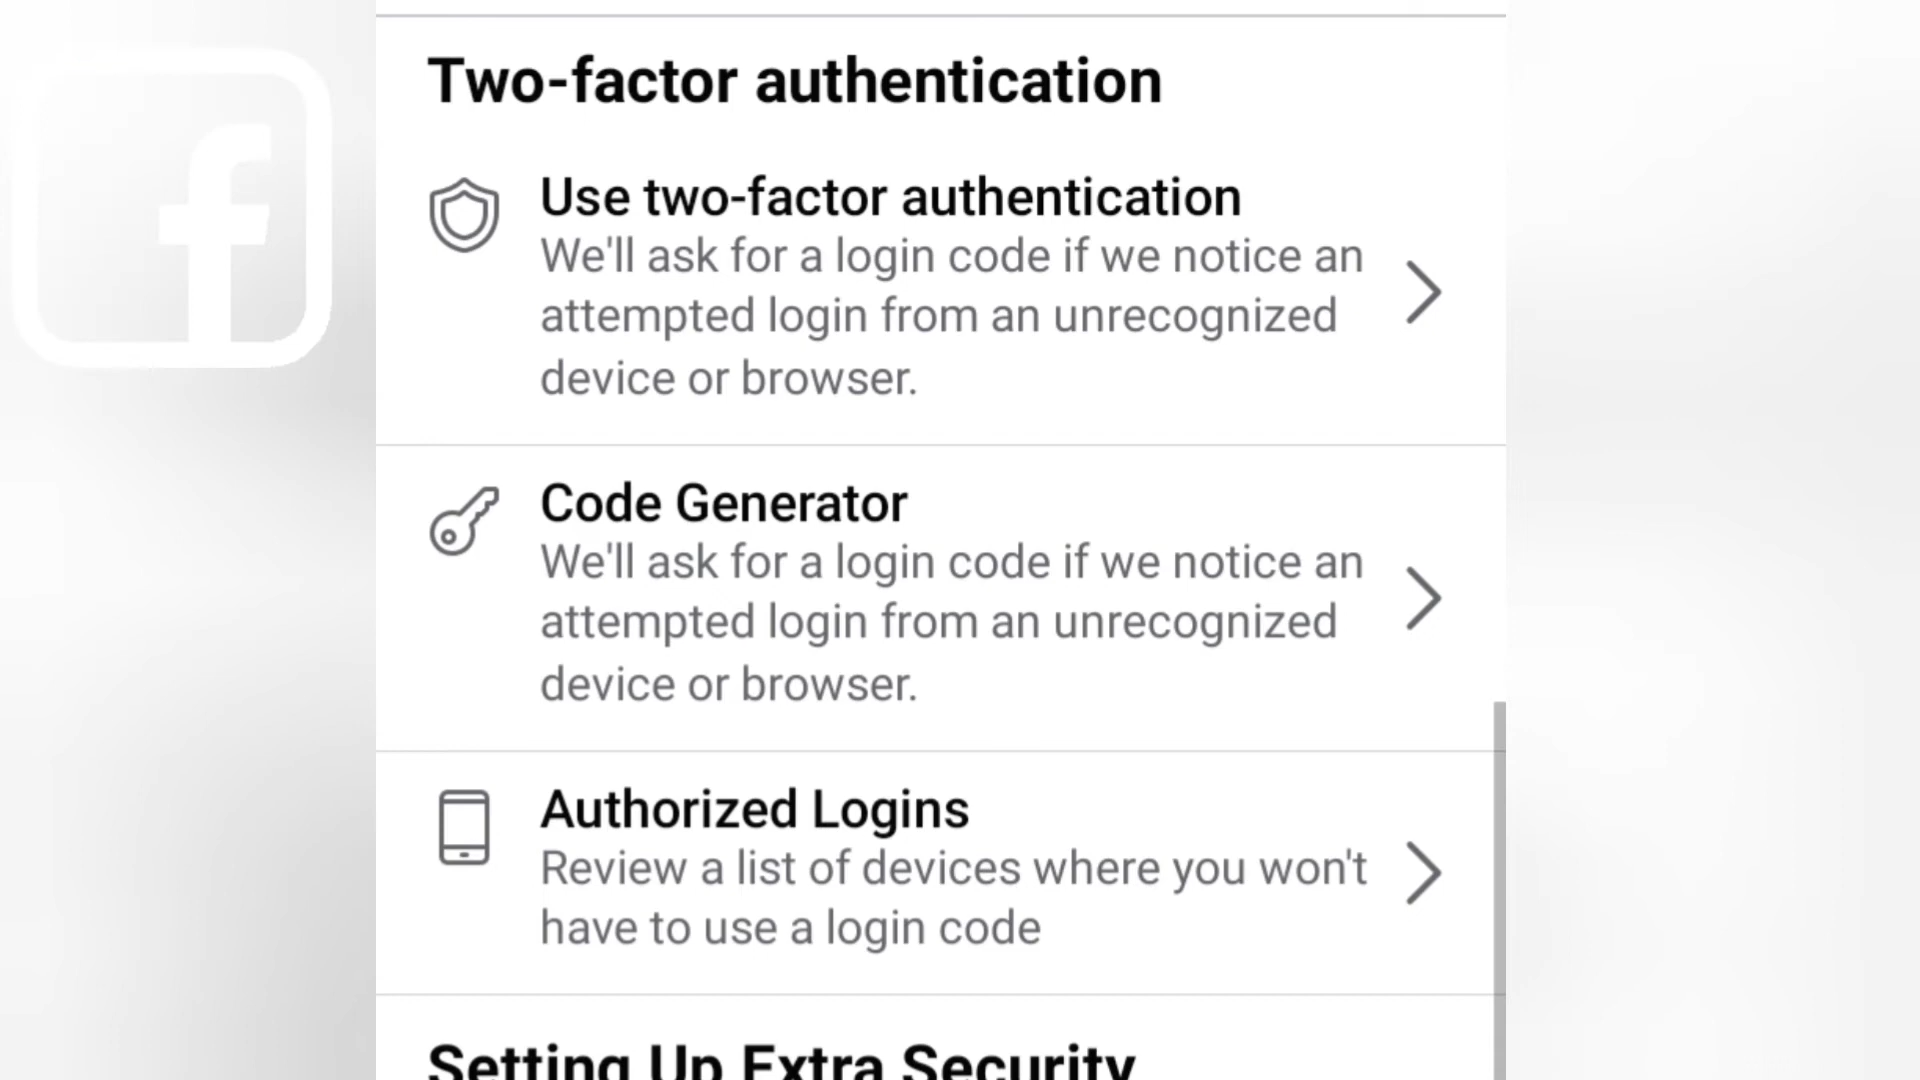 Two-factor authentication
Use two-factor authentication
We'll ask for a login code if we notice an
attempted login from an unrecognized
device or browser.
Code Generator
We'll ask for a login code if we notice an
attempted login from an unrecognized
device or browser.
Authorized Logins
Review a list of devices where you won't
have to use a login code
Setting Up Extra Security